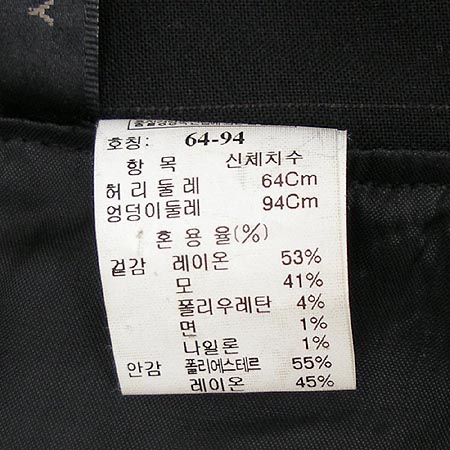 호칭: 64-94
항 목 신체치수
허리둘레 64Cm
엉덩이둘레 94Cm
혼용율(%)
겉감 레이온 53%
모 41%
폴리우레탄 4%
면 1%
나일론 1%
안감 폴리에스테르 55%
레이온 45%